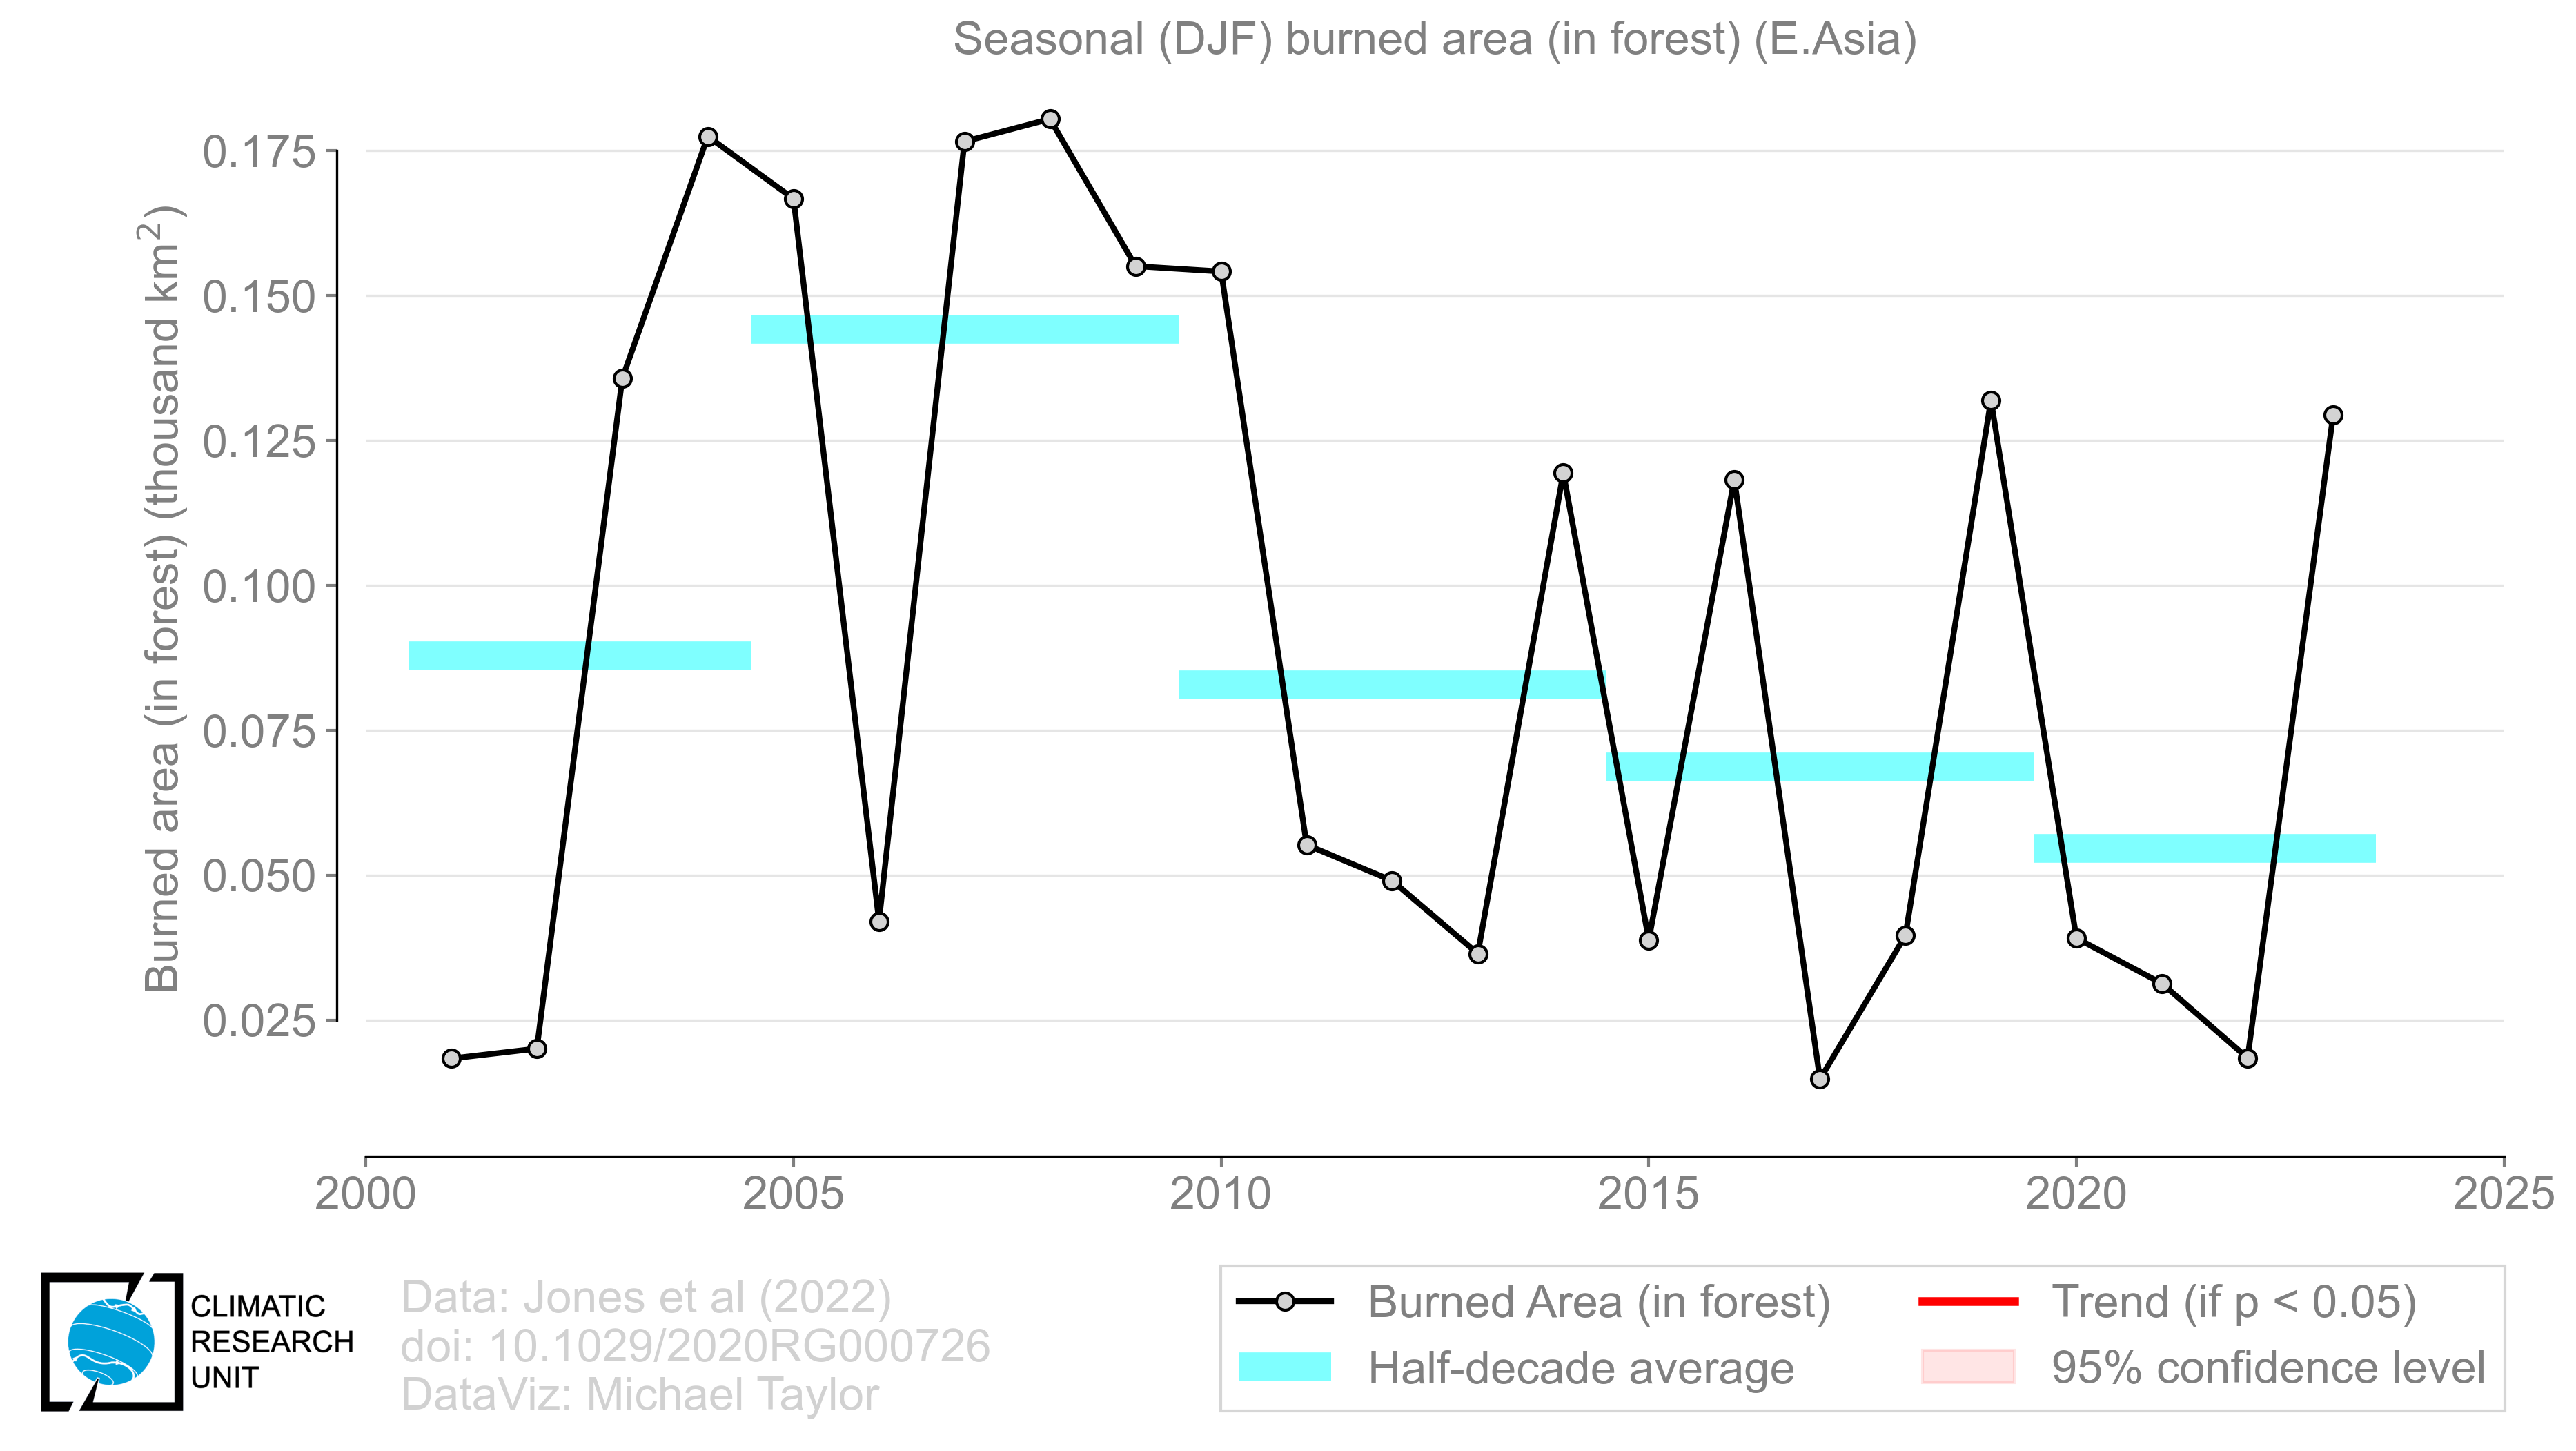 Seasonal (DJF) burned area (in forest) (E.Asia)
Burned area (in forest) (thousand km²)
0.175
0.150
0.125
0.100
0.075
0.050
0.025
2000 2005 2010 2015 2020 2025
CLIMATIC
RESEARCH
UNIT
Data: Jones et al (2022)
doi: 10.1029/2020RG000726
DataViz: Michael Taylor
Burned Area (in forest)
Half-decade average
Trend (if p < 0.05)
95% confidence level